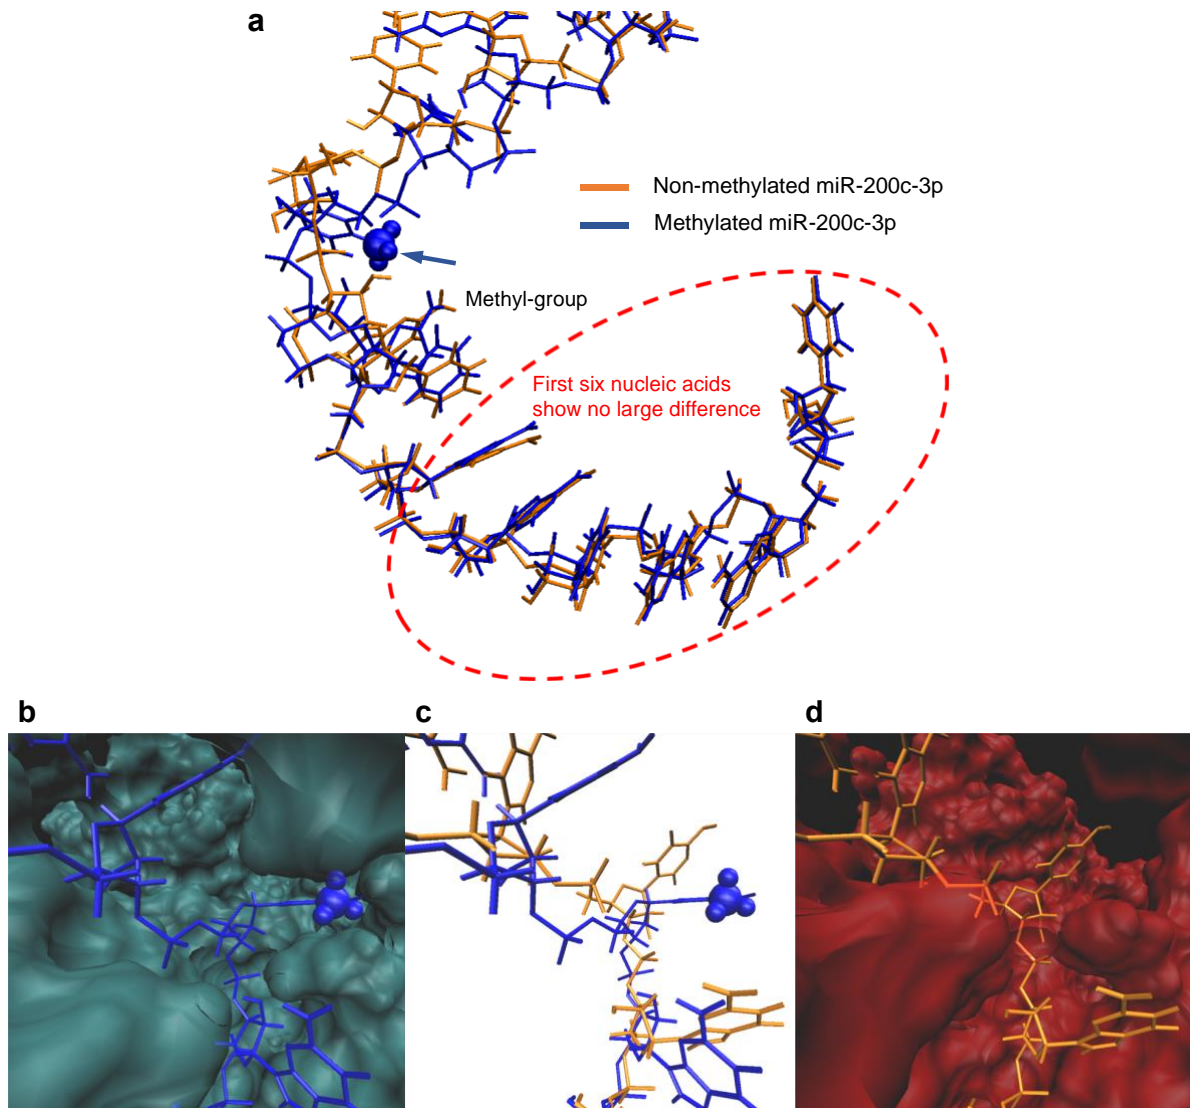 a
Non-methylated miR-200c-3p
Methylated miR-200c-3p
Methyl-group
First six nucleic acids
show no large difference
b
c
d